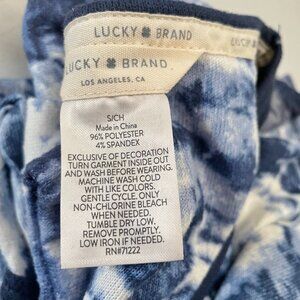 LUCKY BRAND
LUCKY BRAND
LOS ANGELES, CA
S/CH
Made in China
96% POLYESTER
4% SPANDEX
EXCLUSIVE OF DECORATION
TURN GARMENT INSIDE OUT
AND WASH BEFORE WEARING.
MACHINE WASH COLD
WITH LIKE COLORS.
GENTLE CYCLE. ONLY
NON-CHLORINE BLEACH
WHEN NEEDED.
TUMBLE DRY LOW.
REMOVE PROMPTLY.
LOW IRON IF NEEDED.
RN#71222